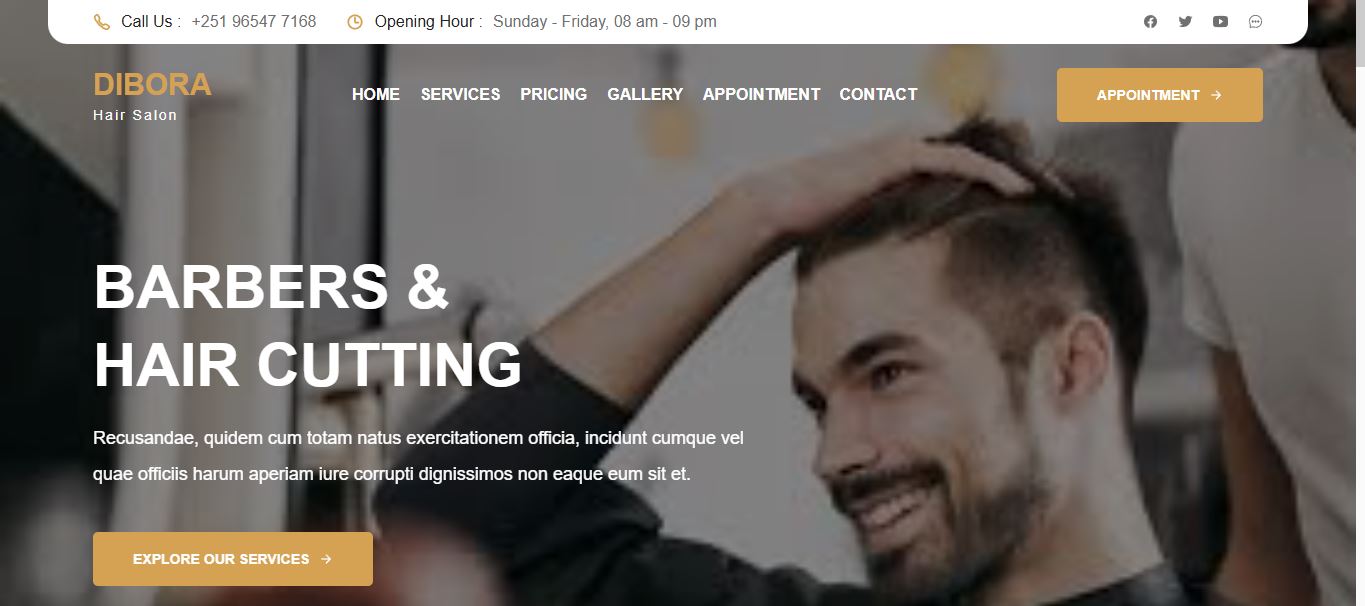 Call Us : +251 96547 7168 Opening Hour : Sunday - Friday, 08 am - 09 pm
DIBORA
Hair Salon
HOME SERVICES PRICING GALLERY APPOINTMENT CONTACT
APPOINTMENT →
BARBERS &
HAIR CUTTING
Recusandae, quidem cum totam natus exercitationem officia, incidunt cumque vel
quae officiis harum aperiam iure corrupti dignissimos non eaque eum sit et.
EXPLORE OUR SERVICES →